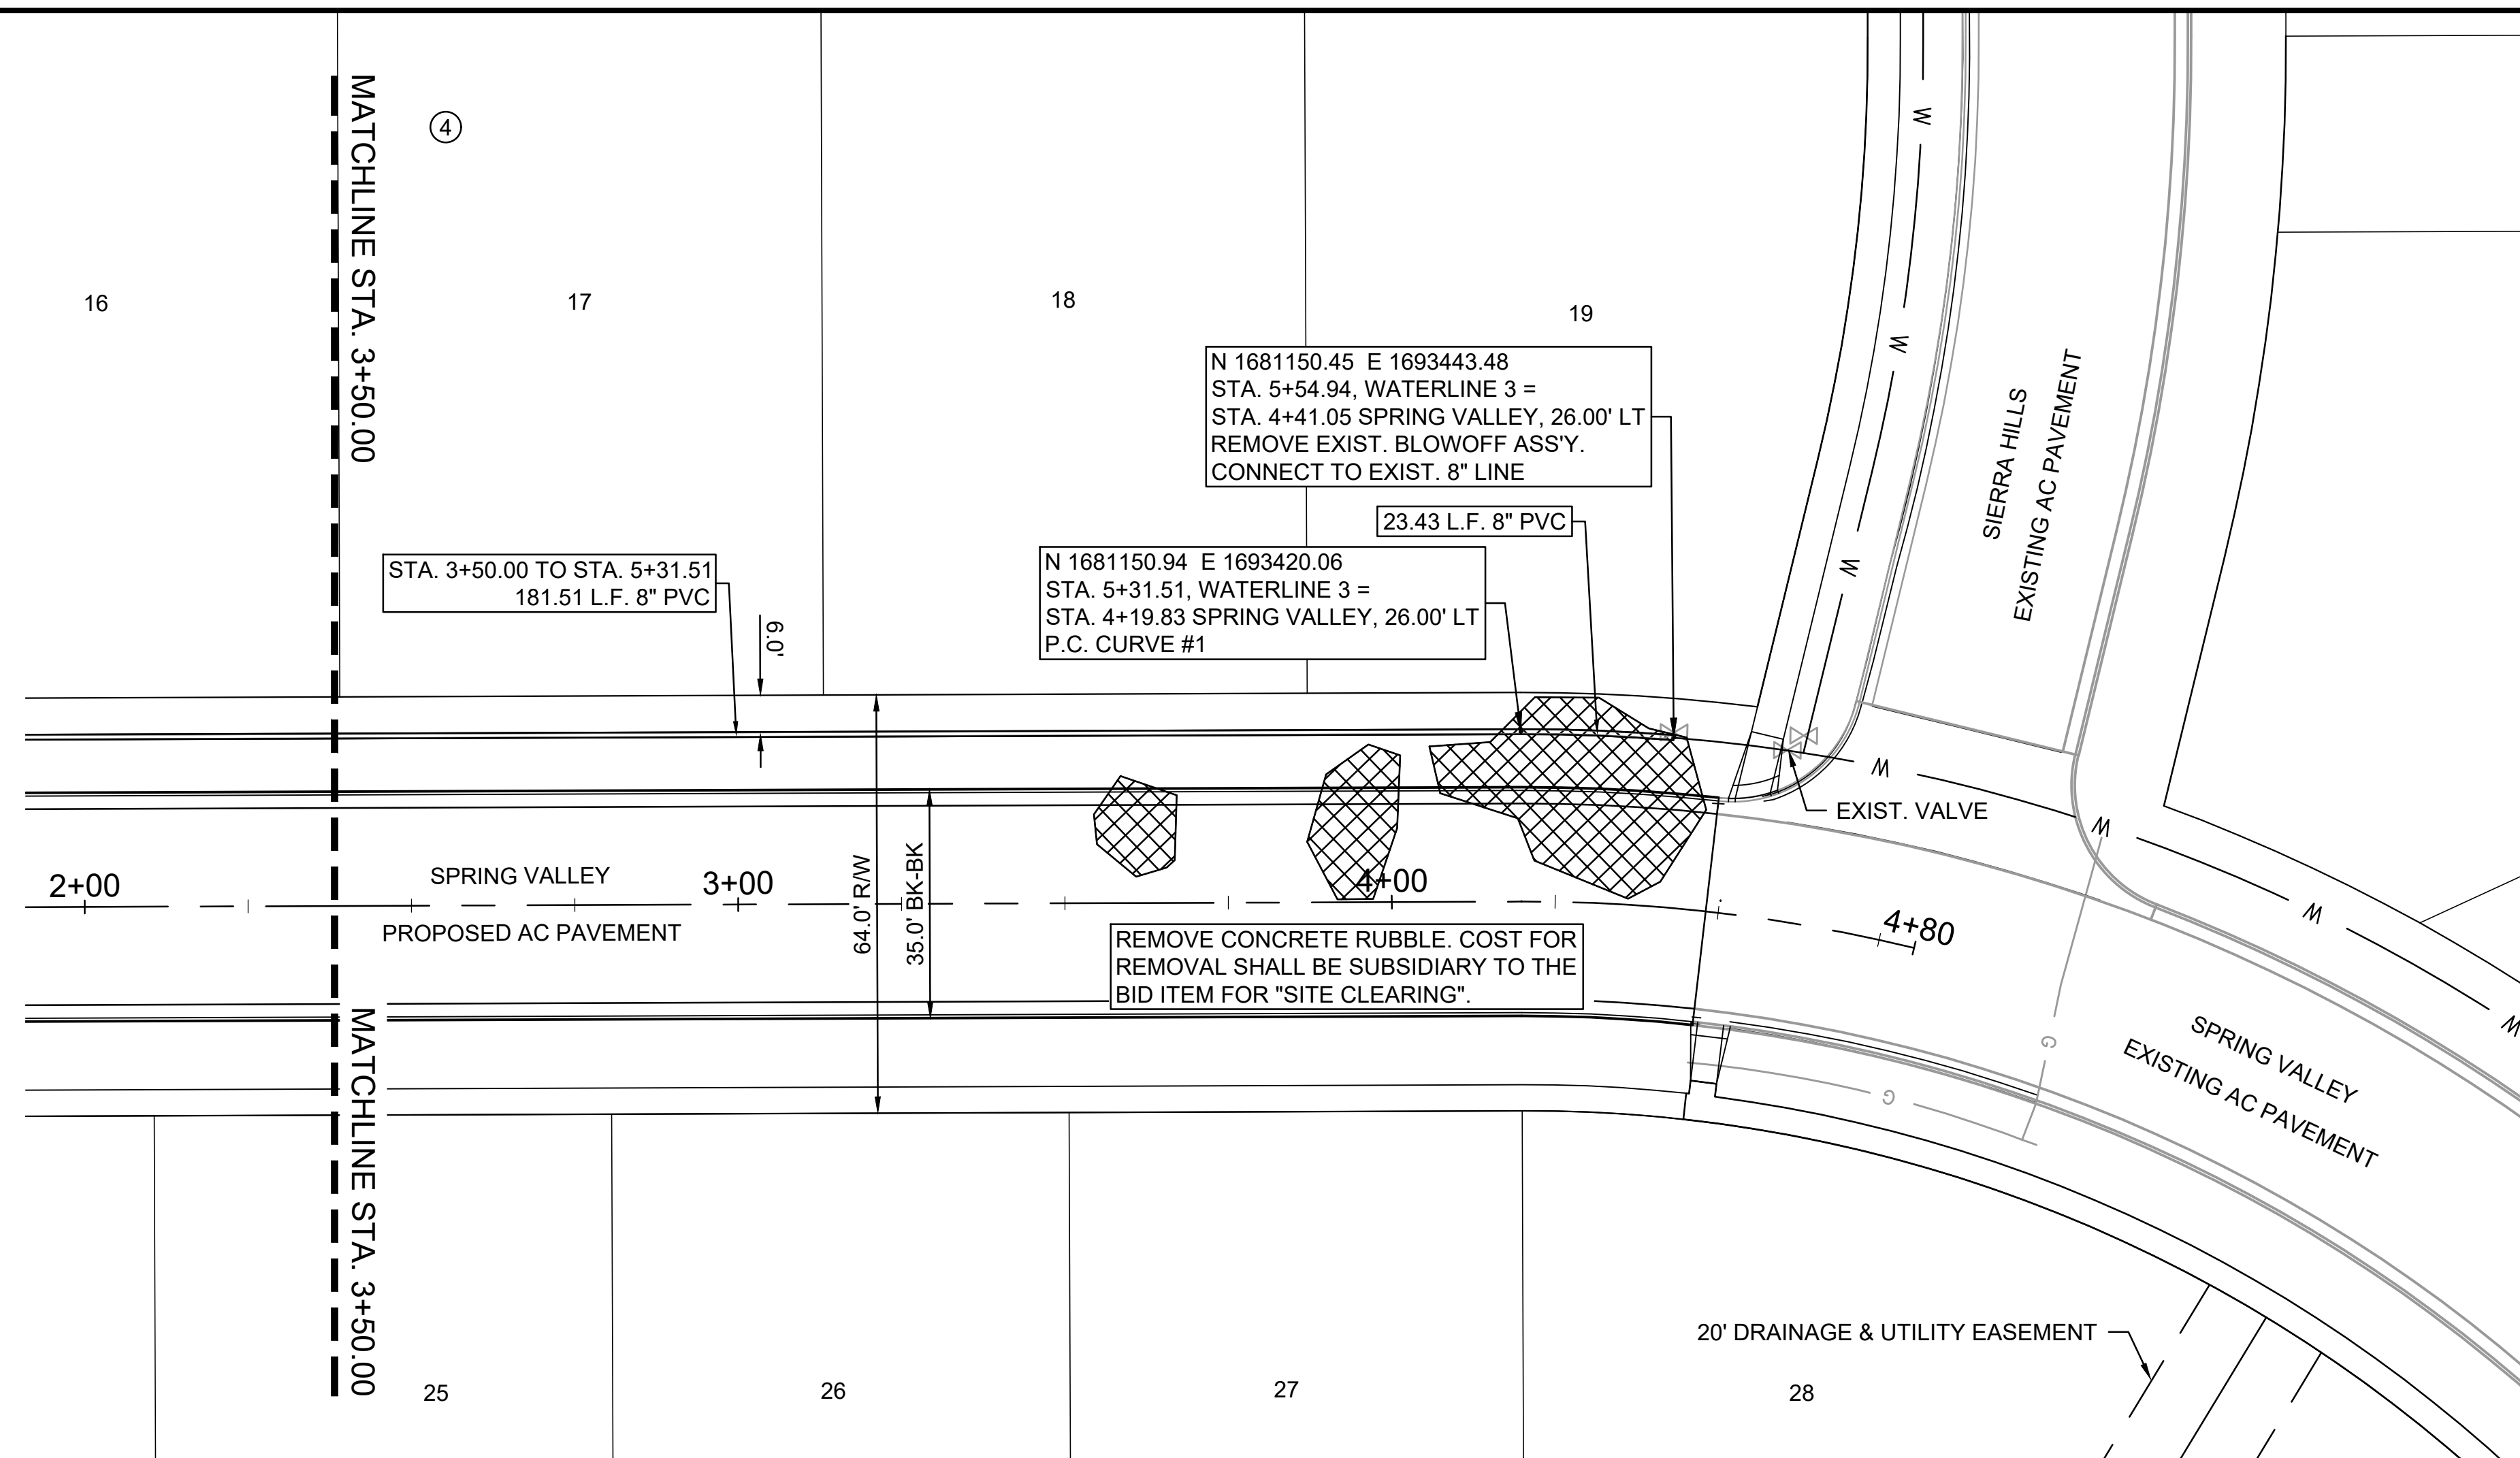 MATCHLINE STA. 3+50.00
4
16
17
18
19
N 1681150.45 E 1693443.48
STA. 5+54.94, WATERLINE 3 =
STA. 4+41.05 SPRING VALLEY, 26.00' LT
REMOVE EXIST. BLOWOFF ASS'Y.
CONNECT TO EXIST. 8" LINE
23.43 L.F. 8" PVC
N 1681150.94 E 1693420.06
STA. 5+31.51, WATERLINE 3 =
STA. 4+19.83 SPRING VALLEY, 26.00' LT
P.C. CURVE #1
STA. 3+50.00 TO STA. 5+31.51
181.51 L.F. 8" PVC
6.0'
W
W
W
SIERRA HILLS
EXISTING AC PAVEMENT
W
EXIST. VALVE
W
W
W
2+00
SPRING VALLEY
3+00
4+00
4+80
PROPOSED AC PAVEMENT
64.0' R/W
35.0' BK-BK
REMOVE CONCRETE RUBBLE. COST FOR
REMOVAL SHALL BE SUBSIDIARY TO THE
BID ITEM FOR "SITE CLEARING".
G
G
SPRING VALLEY
EXISTING AC PAVEMENT
MATCHLINE STA. 3+50.00
20' DRAINAGE & UTILITY EASEMENT
25
26
27
28